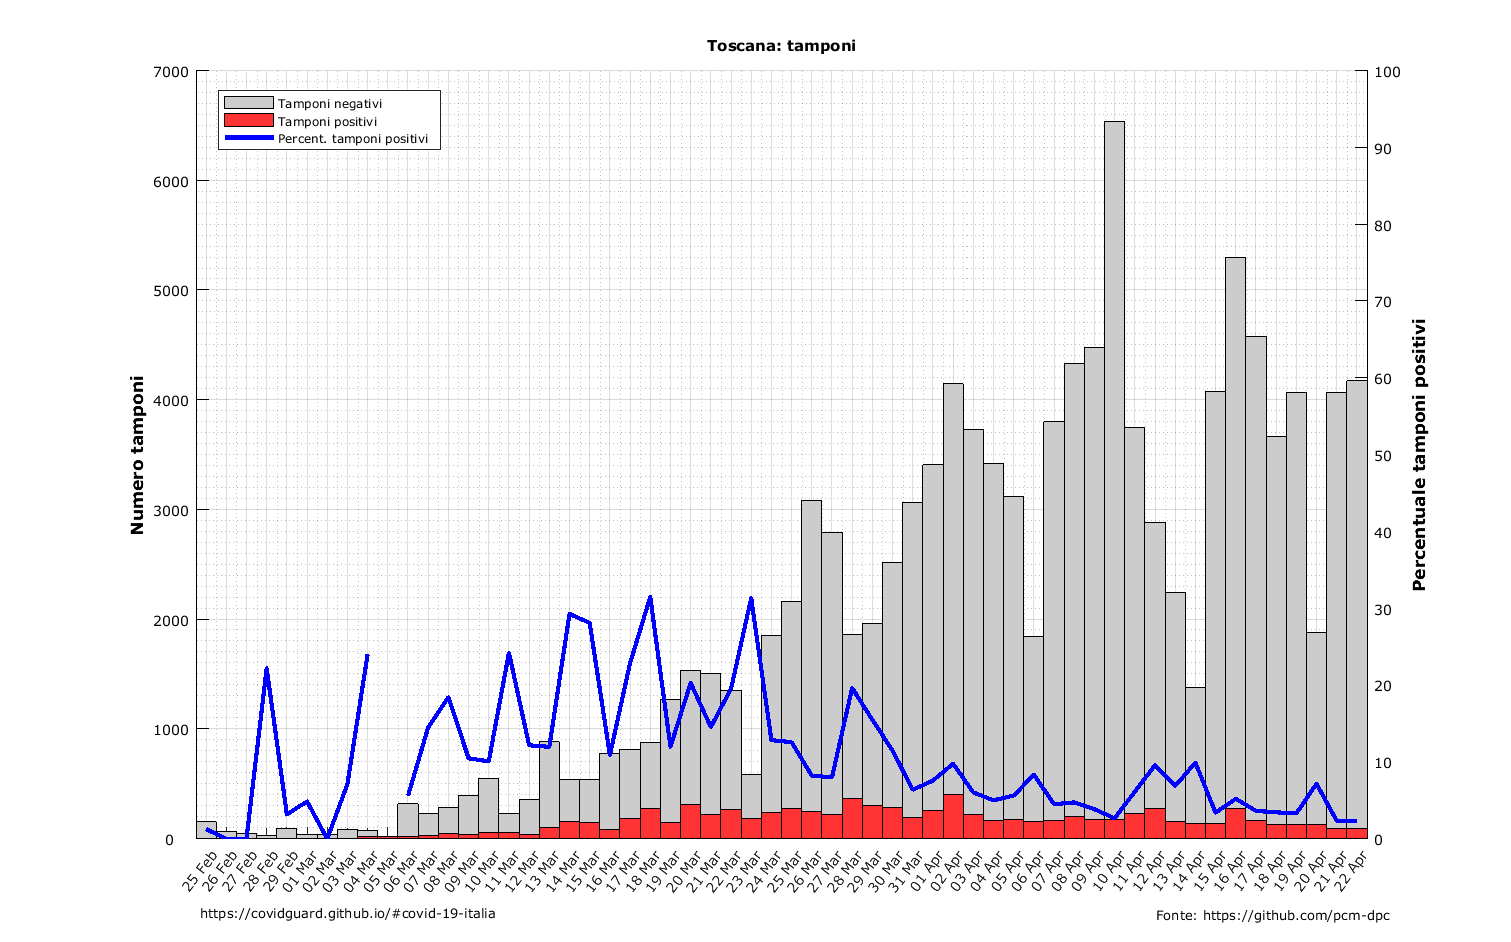 Toscana: tamponi
7000
6000
5000
4000
3000
2000
1000
0
Numero tamponi
Tamponi negativi
Tamponi positivi
Percent. tamponi positivi
100
90
80
70
60
50
40
30
20
10
0
Percentuale tamponi positivi
25 Feb
26 Feb
27 Feb
28 Feb
29 Feb
01 Mar
02 Mar
03 Mar
04 Mar
05 Mar
06 Mar
07 Mar
08 Mar
09 Mar
10 Mar
11 Mar
12 Mar
13 Mar
14 Mar
15 Mar
16 Mar
17 Mar
18 Mar
19 Mar
20 Mar
21 Mar
22 Mar
23 Mar
24 Mar
25 Mar
26 Mar
27 Mar
28 Mar
29 Mar
30 Mar
31 Mar
01 Apr
02 Apr
03 Apr
04 Apr
05 Apr
06 Apr
07 Apr
08 Apr
09 Apr
10 Apr
11 Apr
12 Apr
13 Apr
14 Apr
15 Apr
16 Apr
17 Apr
18 Apr
19 Apr
20 Apr
21 Apr
22 Apr
https://covidguard.github.io/#covid-19-italia
Fonte: https://github.com/pcm-dpc